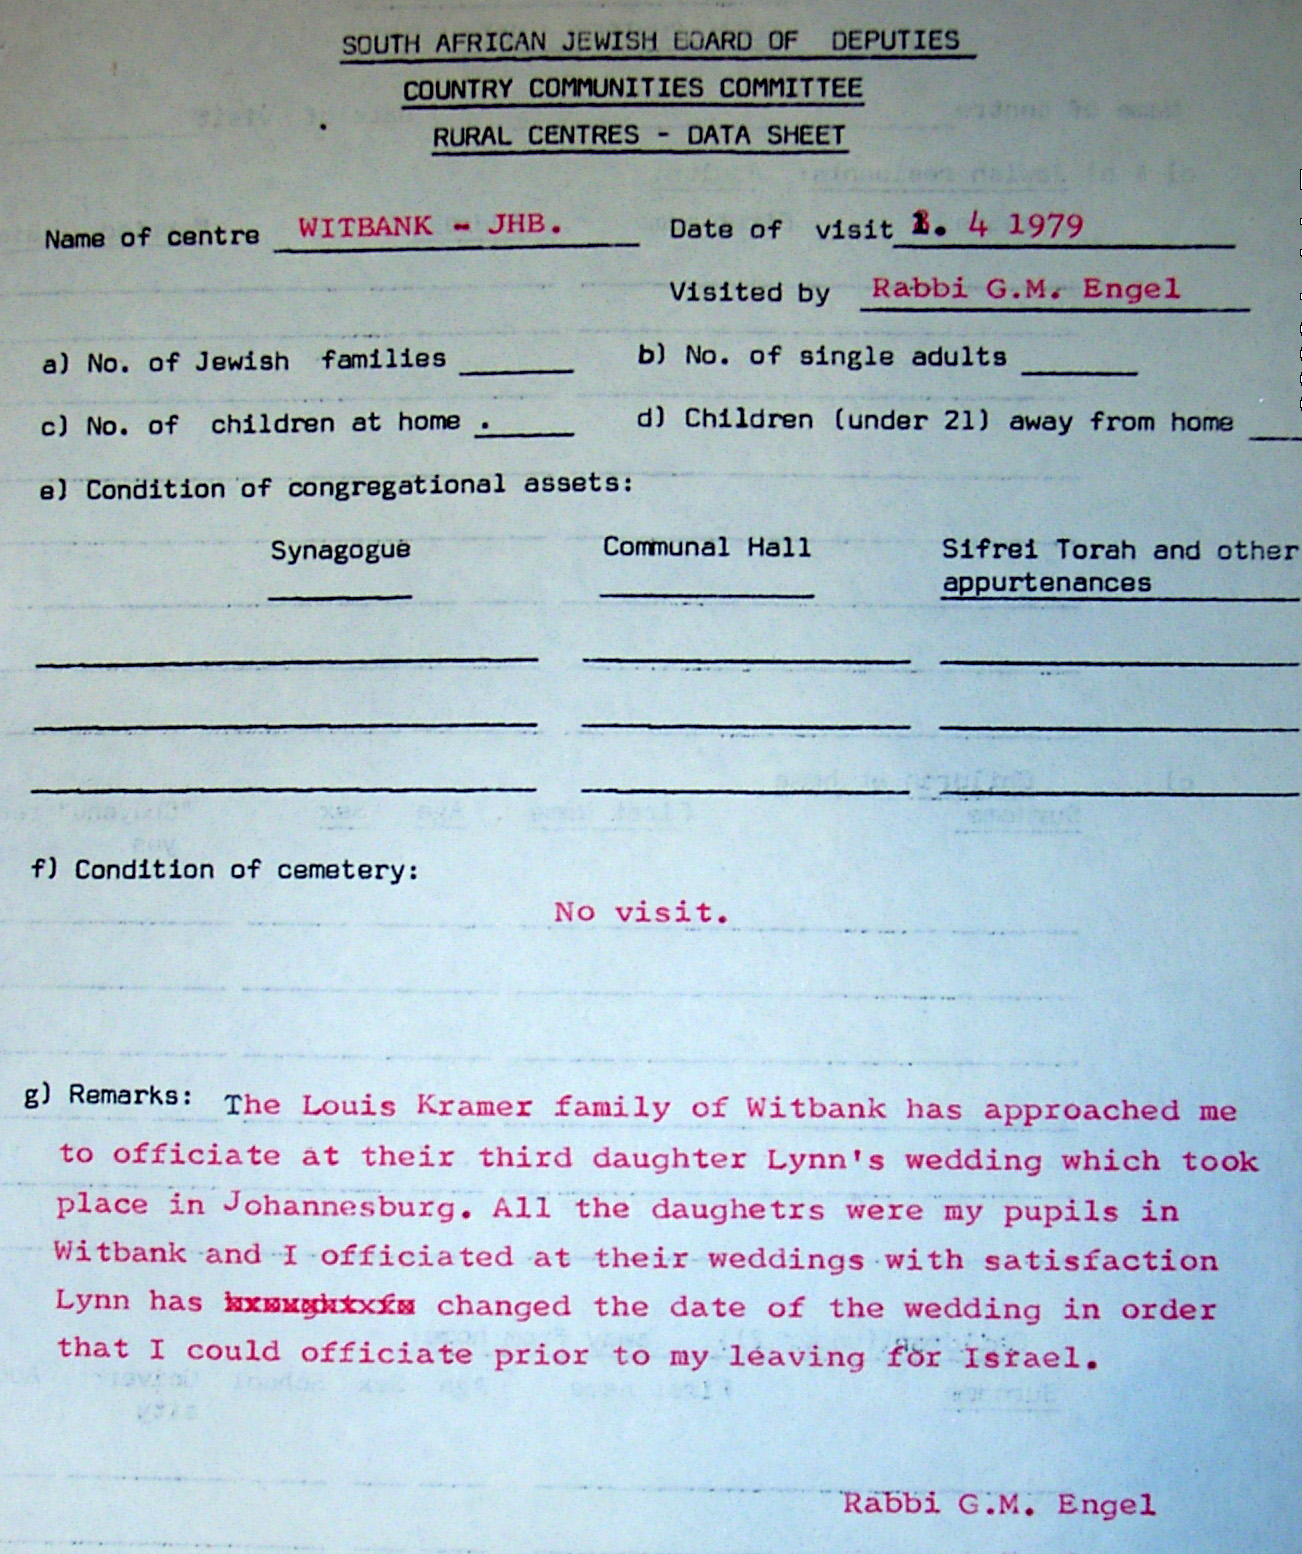 SOUTH AFRICAN JEWISH BOARD OF DEPUTIES
COUNTRY COMMUNITIES COMMITTEE
RURAL CENTRES - DATA SHEET
Name of centre WITBANK - JHB. Date of visit 1. 4 1979
Visited by Rabbi G.M. Engel
a) No. of Jewish families b) No. of single adults
c) No. of children at home . d) Children (under 21) away from home
e) Condition of congregational assets:
Synagogue Communal Hall Sifrei Torah and other
appurtenances
f) Condition of cemetery:
No visit.
g) Remarks: The Louis Kramer family of Witbank has approached me
to officiate at their third daughter Lynn's wedding which took
place in Johannesburg. All the daughetrs were my pupils in
Witbank and I officiated at their weddings with satisfaction
Lynn has changed the date of the wedding in order
that I could officiate prior to my leaving for Israel.
Rabbi G.M. Engel